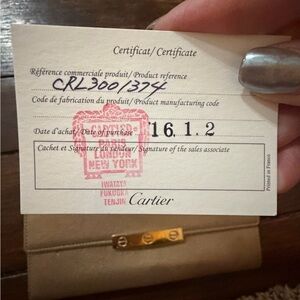 Certificat/ Certificate
Référence commerciale produit/ Product reference
CRL300/374
Code de fabrication du produit/ Product manufacturing code
Date d'achat/ Date of purchase 16.1.2
Cachet et Signature du vendeur/ Signature of the sales associate
CARTIER
PARIS
LONDON
NEW YORK
IWATAYA
FUKUOKA
TENJIN
Cartier
Printed in France